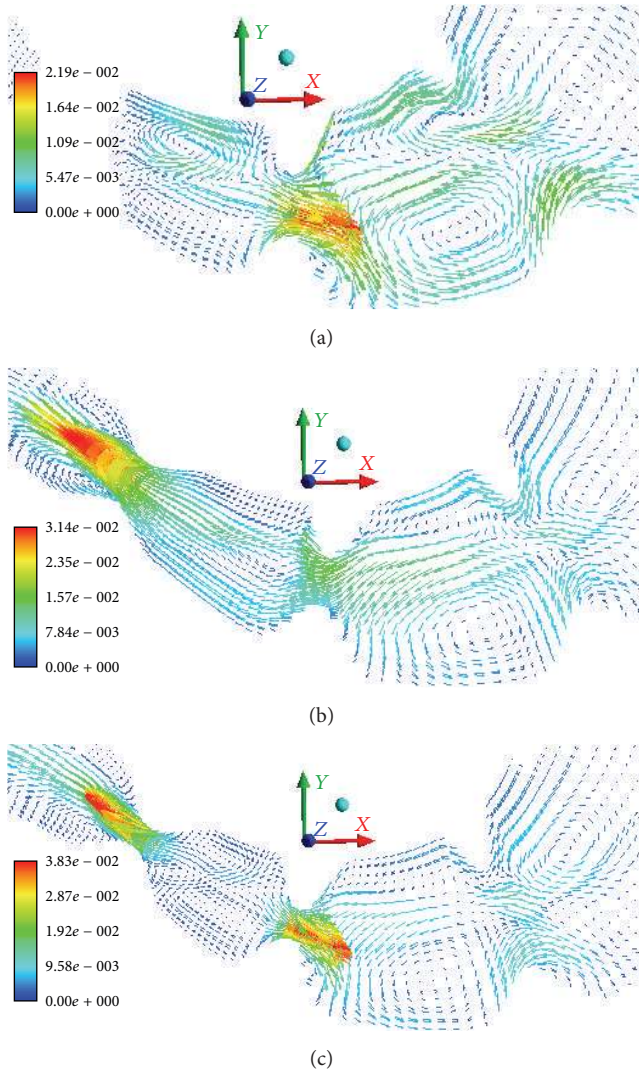 Y
Z
X
2.19e − 002
1.64e − 002
1.09e − 002
5.47e − 003
0.00e + 000
(a)
Y
Z
X
3.14e − 002
2.35e − 002
1.57e − 002
7.84e − 003
0.00e + 000
(b)
Y
Z
X
3.83e − 002
2.87e − 002
1.92e − 002
9.58e − 003
0.00e + 000
(c)